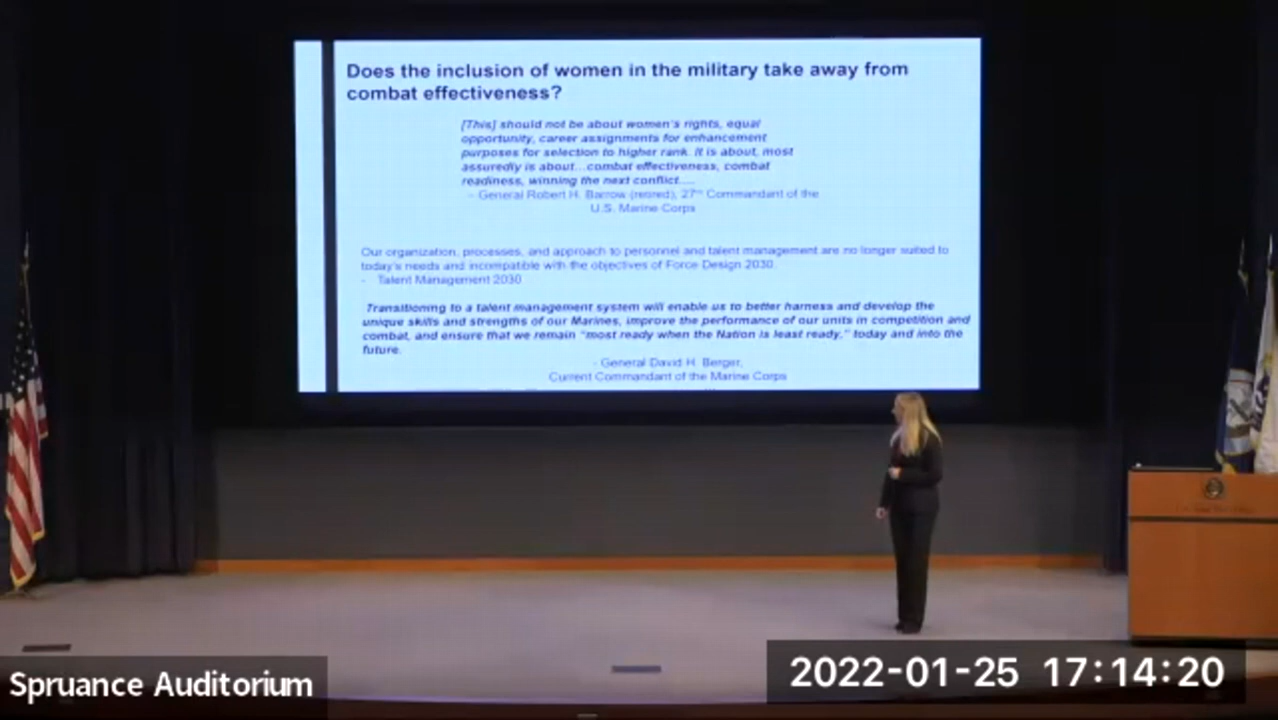 Does the inclusion of women in the military take away from
combat effectiveness?
[This] should not be about women's rights, equal
opportunity, career assignments for enhancement
purposes for selection to higher rank. It is about, most
assuredly is about...combat effectiveness, combat
readiness, winning the next conflict....
- General Robert H. Barrow (retired), 27th Commandant of the
U.S. Marine Corps
Our organization, processes, and approach to personnel and talent management are no longer suited to
today's needs and incompatible with the objectives of Force Design 2030.
- Talent Management 2030
Transitioning to a talent management system will enable us to better harness and develop the
unique skills and strengths of our Marines, improve the performance of our units in competition and
combat, and ensure that we remain "most ready when the Nation is least ready," today and into the
future.
- General David H. Berger,
Current Commandant of the Marine Corps
Spruance Auditorium
2022-01-25 17:14:20